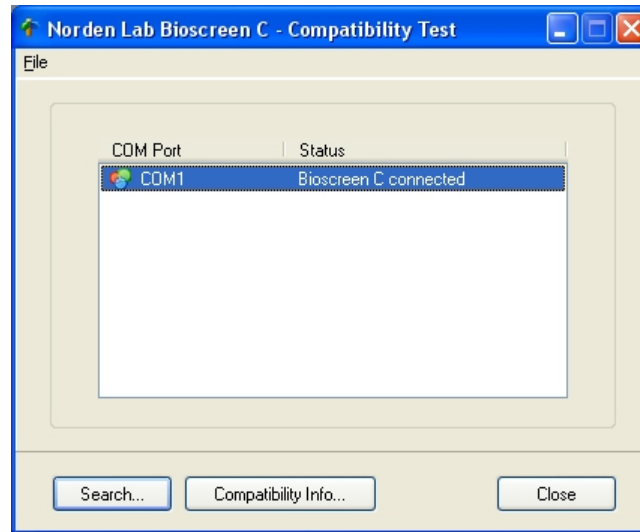 Norden Lab Bioscreen C - Compatibility Test
File
COM Port Status
COM1 Bioscreen C connected
Search... Compatibility Info... Close